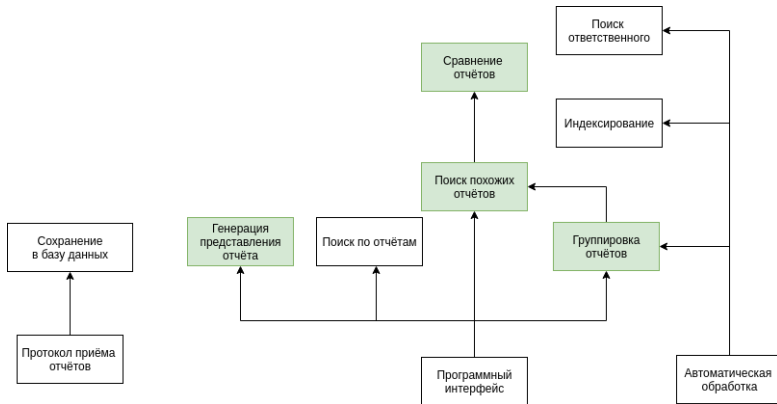 Поиск
ответственного
Сравнение
отчётов
Индексирование
Поиск похожих
отчётов
Генерация
представления
отчёта
Поиск по отчётам
Группировка
отчётов
Сохранение
в базу данных
Протокол приёма
отчётов
Программный
интерфейс
Автоматическая
обработка